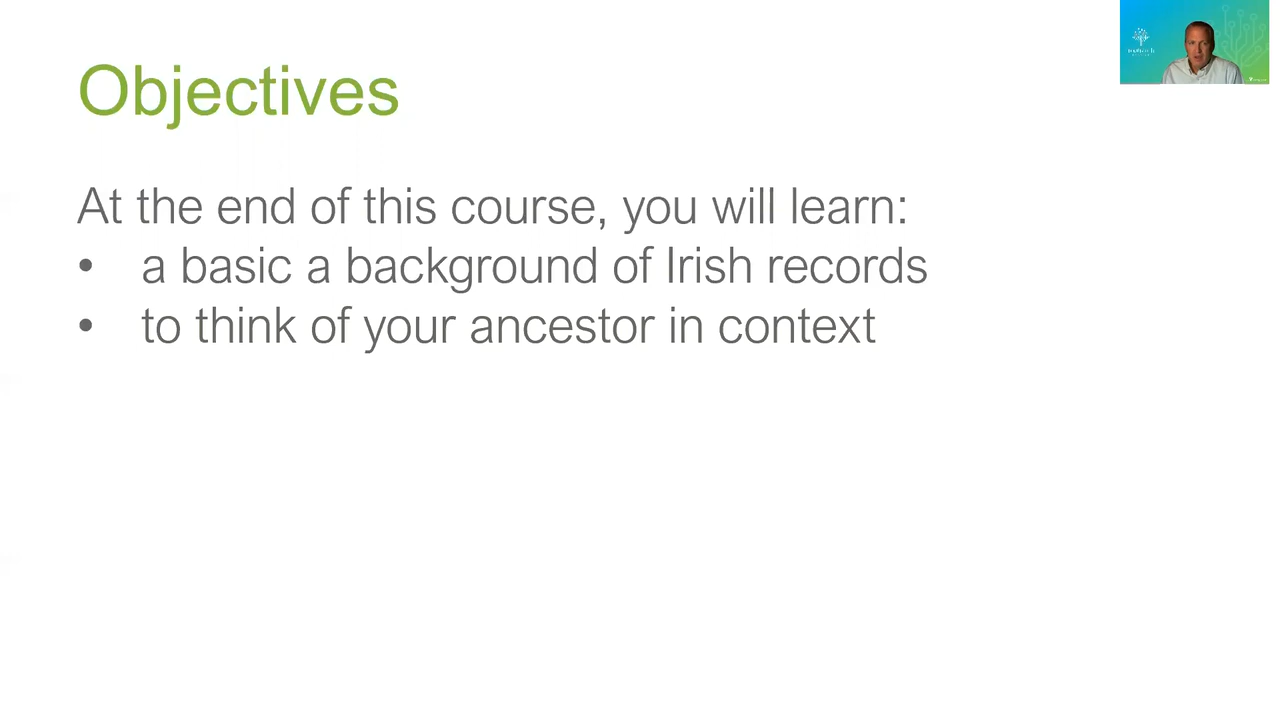 Objectives
At the end of this course, you will learn:
• a basic a background of Irish records
• to think of your ancestor in context